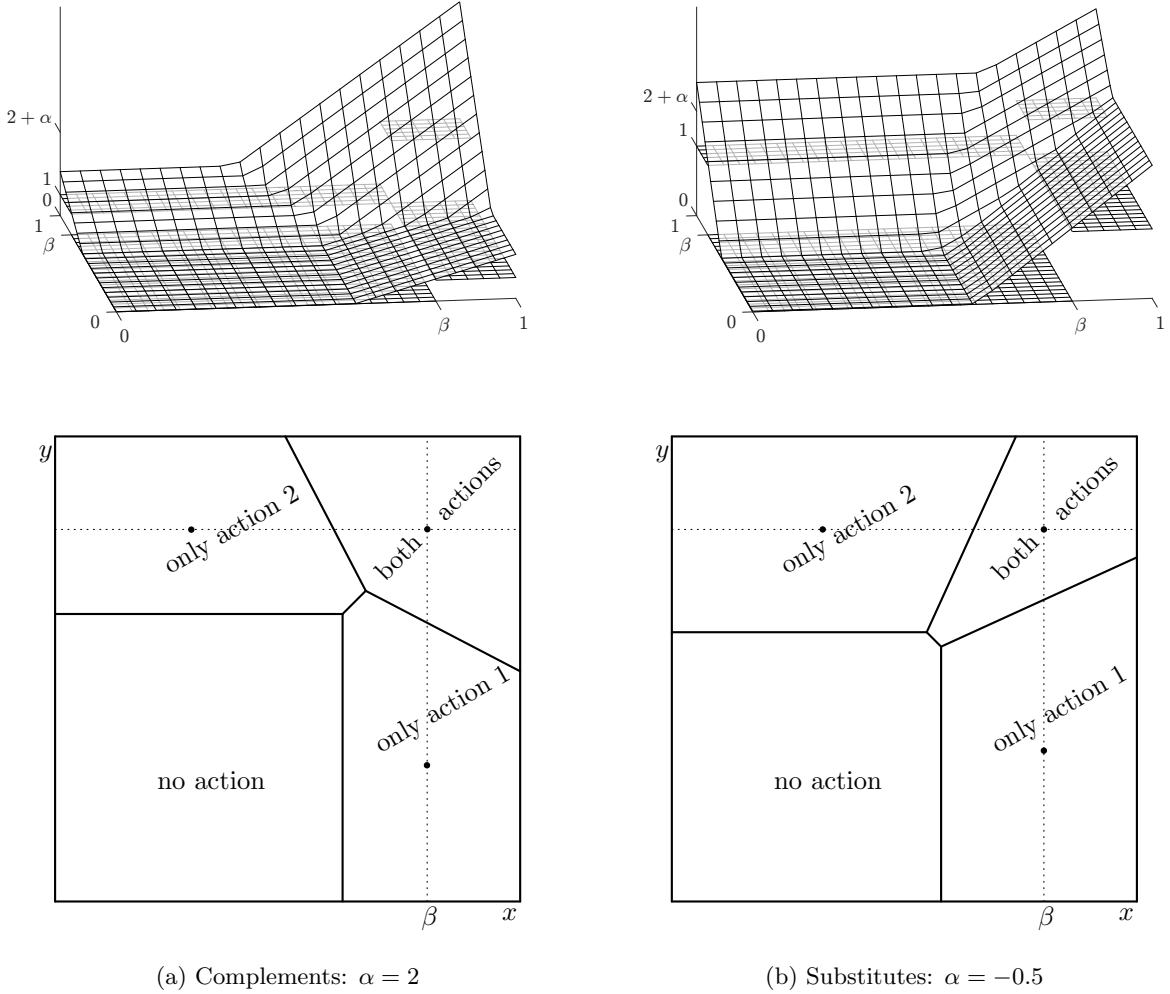 2 + α
1
0
1
β
0
0
β
1
2 + α
1
0
1
β
0
0
β
1
y
only action 2
both actions
only action 1
no action
β
x
y
only action 2
both actions
only action 1
no action
β
x
(a) Complements: α = 2
(b) Substitutes: α = −0.5